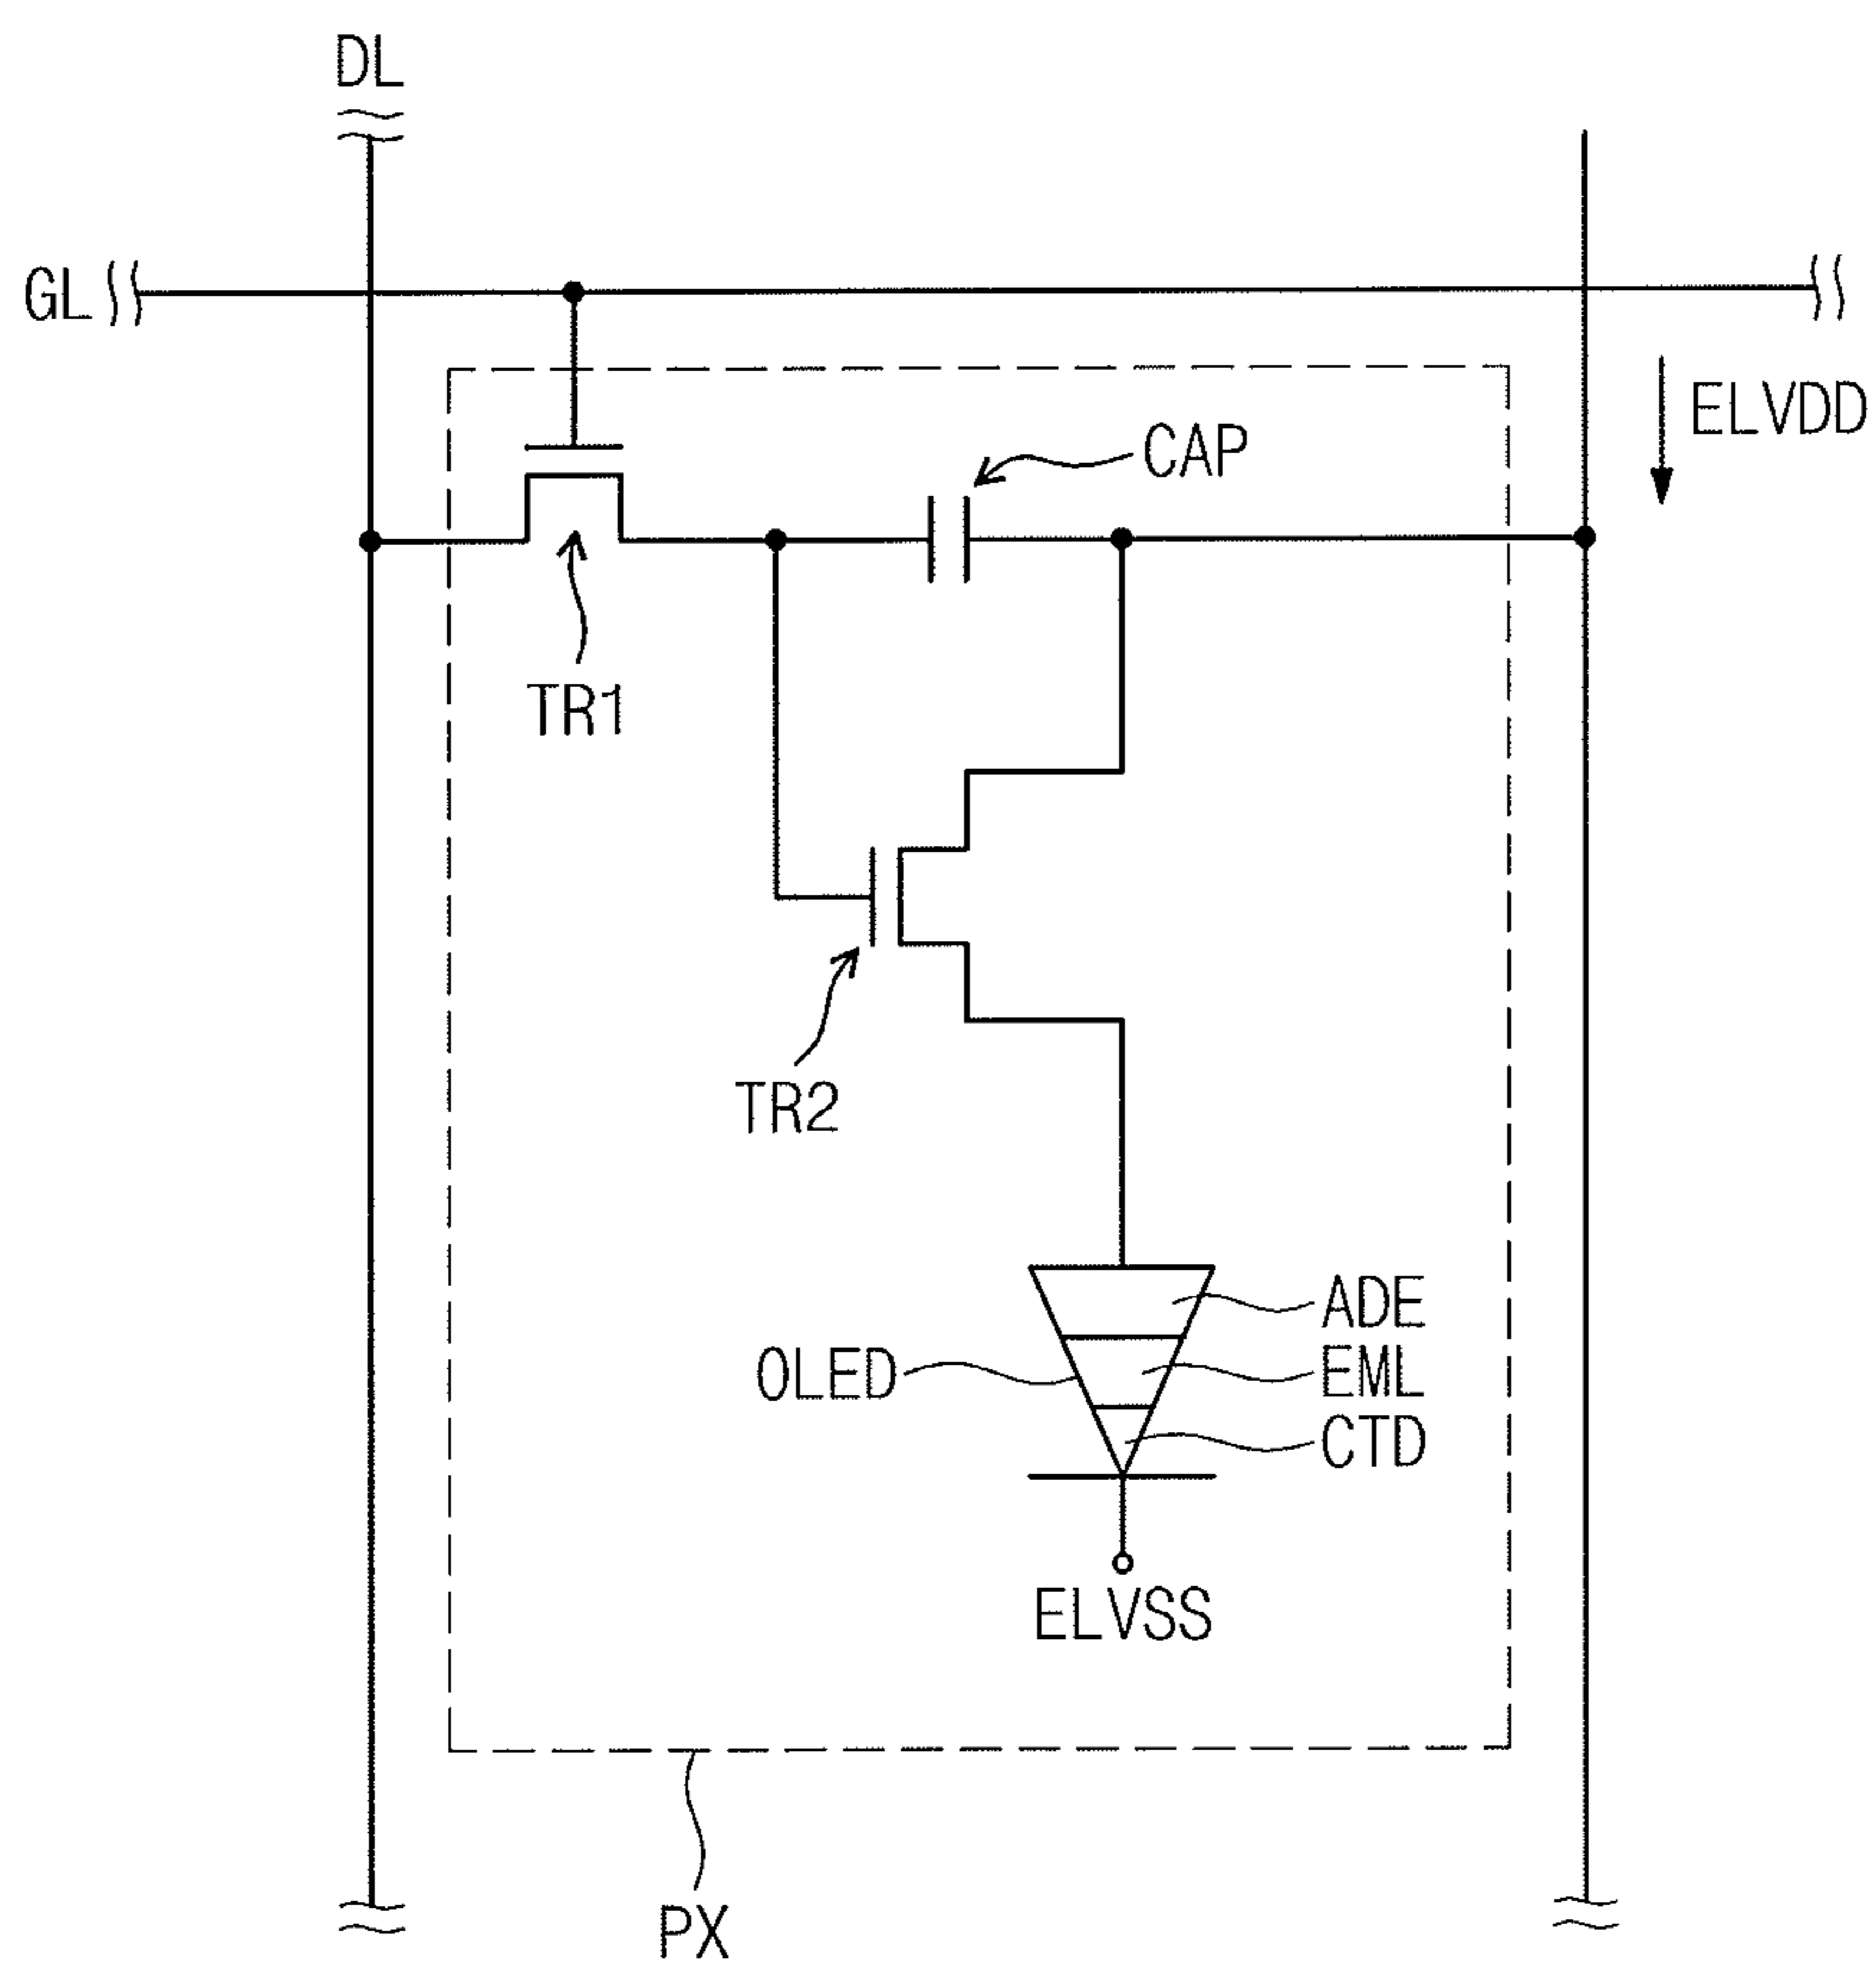 DL
GL
ELVDD
CAP
TR1
TR2
ADE
OLED
EML
CTD
ELVSS
PX